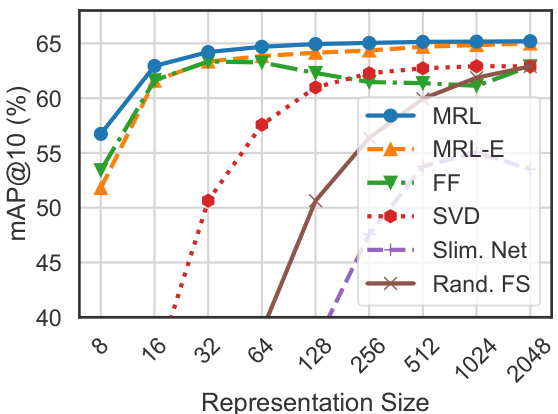 mAP@10 (%)
65
60
55
50
45
40
MRL
MRL-E
FF
SVD
Slim. Net
Rand. FS
8
16
32
64
128
256
512
1024
2048
Representation Size